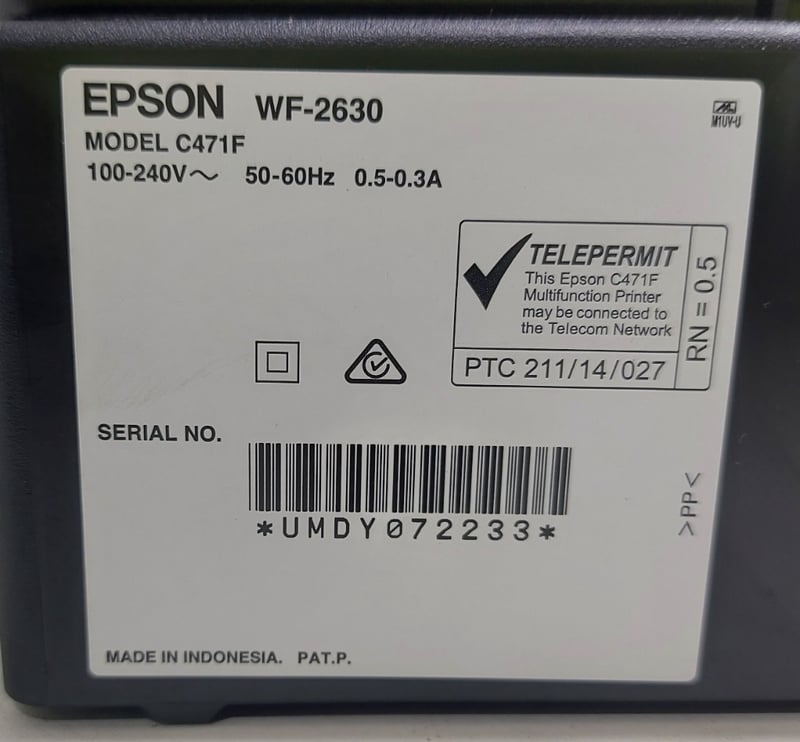 EPSON WF-2630
M1UV-U
MODEL C471F
100-240V～ 50-60Hz 0.5-0.3A
TELEPERMIT
This Epson C471F
Multifunction Printer
may be connected to
the Telecom Network
RN = 0.5
PTC 211/14/027
SERIAL NO.
*UMDY072233*
>PP<
MADE IN INDONESIA. PAT.P.